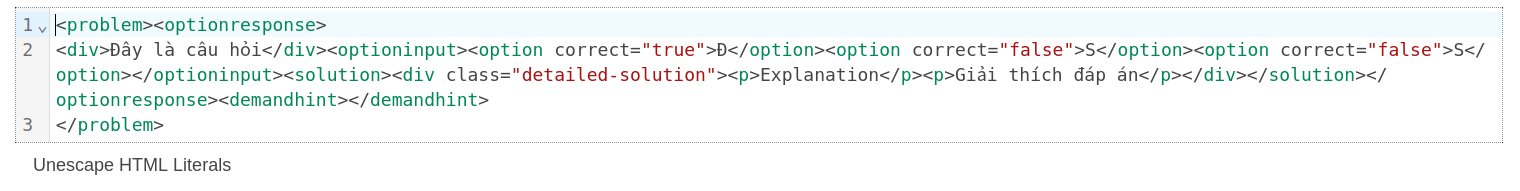 1 <problem><optionresponse>
2 <div>Đây là câu hỏi</div><optioninput><option correct="true">Đ</option><option correct="false">S</option><option correct="false">S</
option></optioninput><solution><div class="detailed-solution"><p>Explanation</p><p>Giải thích đáp án</p></div></solution></
optionresponse><demandhint></demandhint>
3 </problem>
Unescape HTML Literals